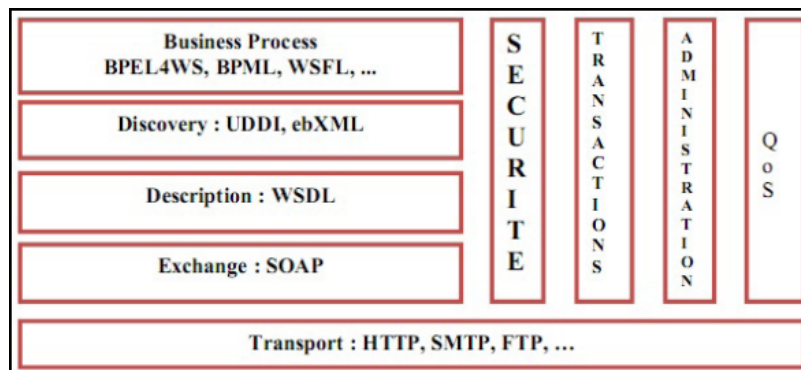 Business Process
BPEL4WS, BPML, WSFL, ...
Discovery : UDDI, ebXML
Description : WSDL
Exchange : SOAP
SECURITE
TRANSACTIONS
ADMINISTRATION
QoS
Transport : HTTP, SMTP, FTP, ...